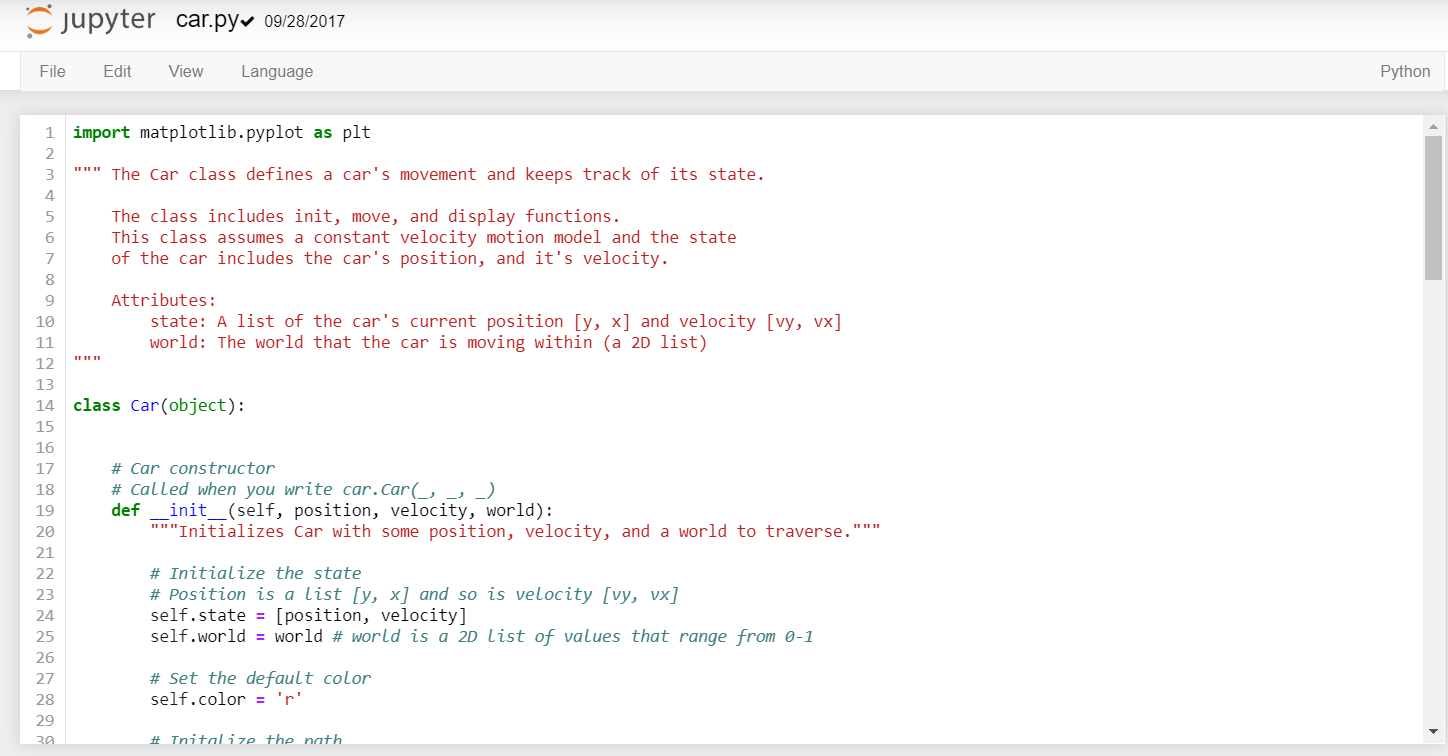 jupyter car.py✔ 09/28/2017
File Edit View Language Python
1 import matplotlib.pyplot as plt
2
3 """ The Car class defines a car's movement and keeps track of its state.
4
5     The class includes init, move, and display functions.
6     This class assumes a constant velocity motion model and the state
7     of the car includes the car's position, and it's velocity.
8
9     Attributes:
10         state: A list of the car's current position [y, x] and velocity [vy, vx]
11         world: The world that the car is moving within (a 2D list)
12 """
13
14 class Car(object):
15
16
17     # Car constructor
18     # Called when you write car.Car(_, _, _)
19     def __init__(self, position, velocity, world):
20         """Initializes Car with some position, velocity, and a world to traverse."""
21
22         # Initialize the state
23         # Position is a list [y, x] and so is velocity [vy, vx]
24         self.state = [position, velocity]
25         self.world = world # world is a 2D list of values that range from 0-1
26
27         # Set the default color
28         self.color = 'r'
29
30         # Initalize the path